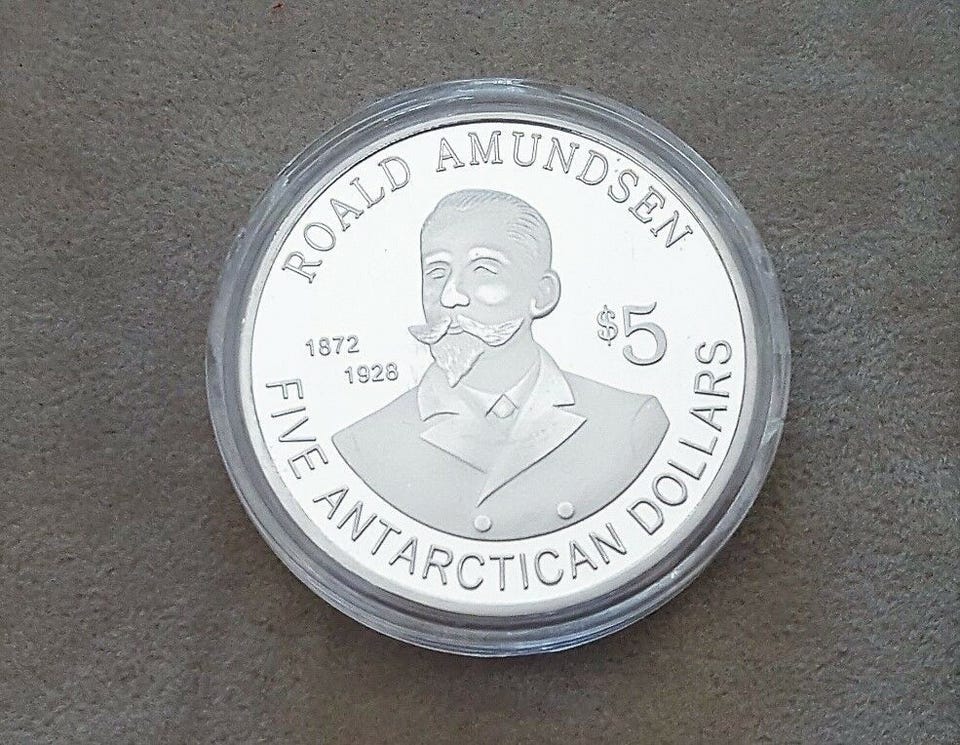 ROALD AMUNDSEN
$5
1872
1928
FIVE ANTARCTICAN DOLLARS